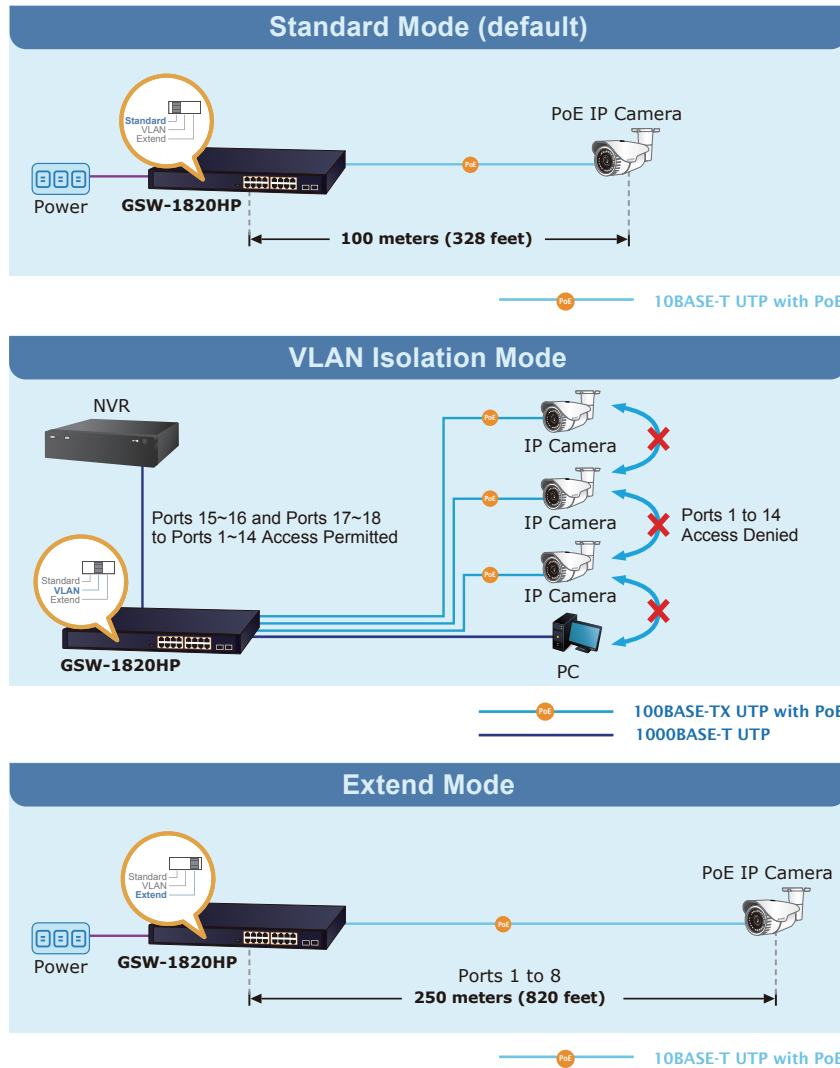 Standard Mode (default)
PoE IP Camera
Standard
VLAN
Extend
PoE
Power
GSW-1820HP
100 meters (328 feet)
PoE
10BASE-T UTP with PoE
VLAN Isolation Mode
NVR
PoE
IP Camera
PoE
IP Camera
Ports 15~16 and Ports 17~18
to Ports 1~14 Access Permitted
Ports 1 to 14
Access Denied
PoE
IP Camera
Standard
VLAN
Extend
GSW-1820HP
PC
PoE
100BASE-TX UTP with PoE
1000BASE-T UTP
Extend Mode
PoE IP Camera
Standard
VLAN
Extend
PoE
Power
GSW-1820HP
Ports 1 to 8
250 meters (820 feet)
PoE
10BASE-T UTP with PoE